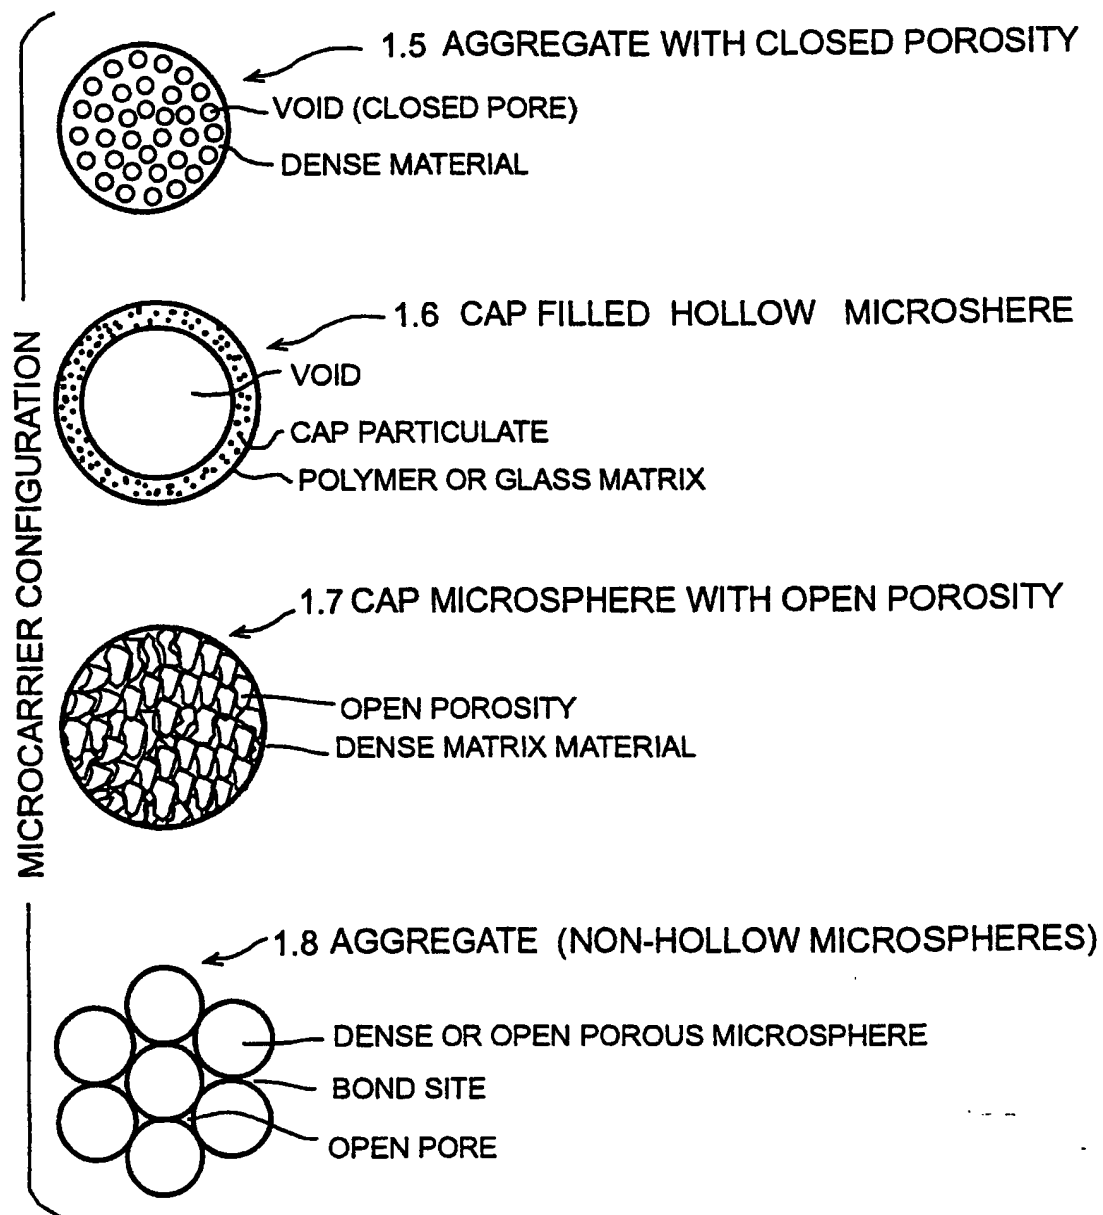 1.5 AGGREGATE WITH CLOSED POROSITY
VOID (CLOSED PORE)
DENSE MATERIAL
1.6 CAP FILLED HOLLOW MICROSHERE
VOID
CAP PARTICULATE
POLYMER OR GLASS MATRIX
MICROCARRIER CONFIGURATION
1.7 CAP MICROSPHERE WITH OPEN POROSITY
OPEN POROSITY
DENSE MATRIX MATERIAL
1.8 AGGREGATE (NON-HOLLOW MICROSPHERES)
DENSE OR OPEN POROUS MICROSPHERE
BOND SITE
OPEN PORE